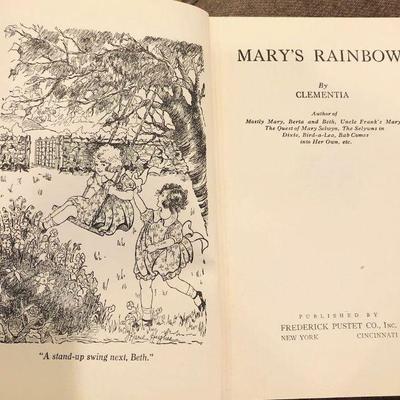 "A stand-up swing next, Beth."
MARY'S RAINBOW
By
CLEMENTIA
Author of
Mostly Mary, Berta and Beth, Uncle Frank's Mary
The Quest of Mary Selwyn, The Selwyns in
Dixie, Bird-a-Lea, Bab Comes
into Her Own, etc.
PUBLISHED BY
FREDERICK PUSTET CO., INC.
NEW YORK CINCINNATI